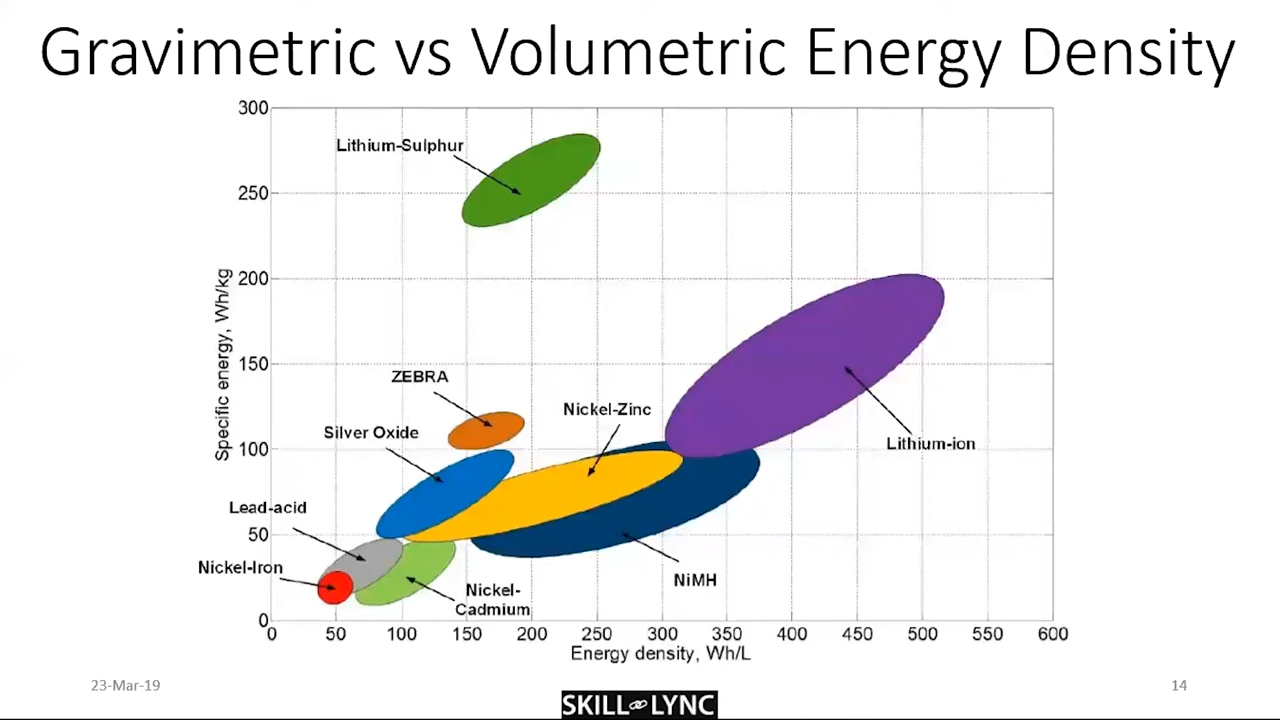 Gravimetric vs Volumetric Energy Density
300
250
200
150
100
50
0
Specific energy, Wh/kg
Lithium-Sulphur
ZEBRA
Nickel-Zinc
Silver Oxide
Lithium-ion
Lead-acid
Nickel-Iron
NiMH
Nickel-
Cadmium
0 50 100 150 200 250 300 350 400 450 500 550 600
Energy density, Wh/L
23-Mar-19
14
SKILL LYNC